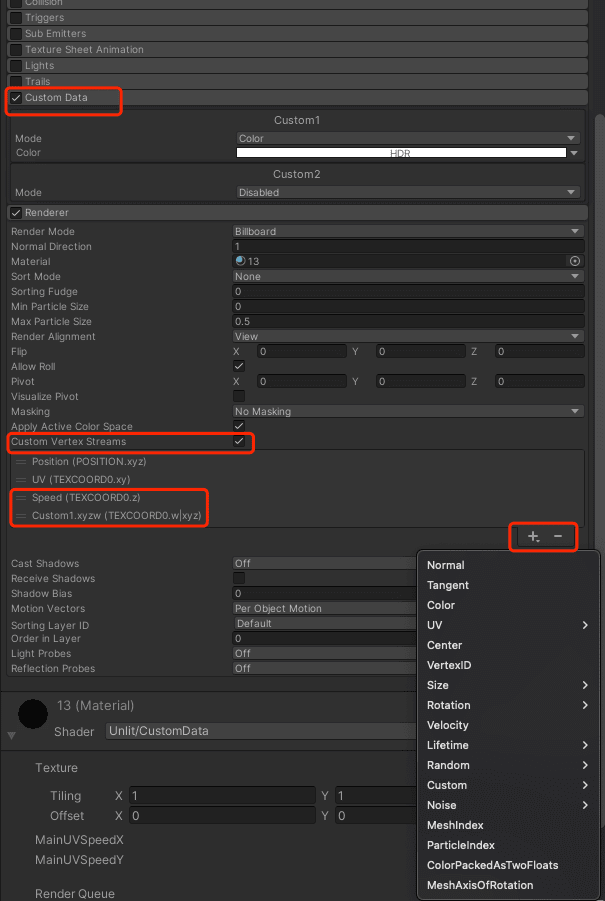 Collision
Triggers
Sub Emitters
Texture Sheet Animation
Lights
Trails
Custom Data
Custom1
Mode Color
Color HDR
Custom2
Mode Disabled
Renderer
Render Mode Billboard
Normal Direction 1
Material 13
Sort Mode None
Sorting Fudge 0
Min Particle Size 0
Max Particle Size 0.5
Render Alignment View
Flip X 0 Y 0 Z 0
Allow Roll
Pivot X 0 Y 0 Z 0
Visualize Pivot
Masking No Masking
Apply Active Color Space
Custom Vertex Streams
Position (POSITION.xyz)
UV (TEXCOORD0.xy)
Speed (TEXCOORD0.z)
Custom1.xyzw (TEXCOORD0.w|xyz)
Cast Shadows Off
Receive Shadows
Shadow Bias 0
Motion Vectors Per Object Motion
Sorting Layer ID Default
Order in Layer 0
Light Probes Off
Reflection Probes Off
Normal
Tangent
Color
UV
Center
VertexID
Size
Rotation
Velocity
Lifetime
Random
Custom
Noise
MeshIndex
ParticleIndex
ColorPackedAsTwoFloats
MeshAxisOfRotation
13 (Material)
Shader Unlit/CustomData
Texture
Tiling X 1 Y 1
Offset X 0 Y 0
MainUVSpeedX
MainUVSpeedY
Render Queue